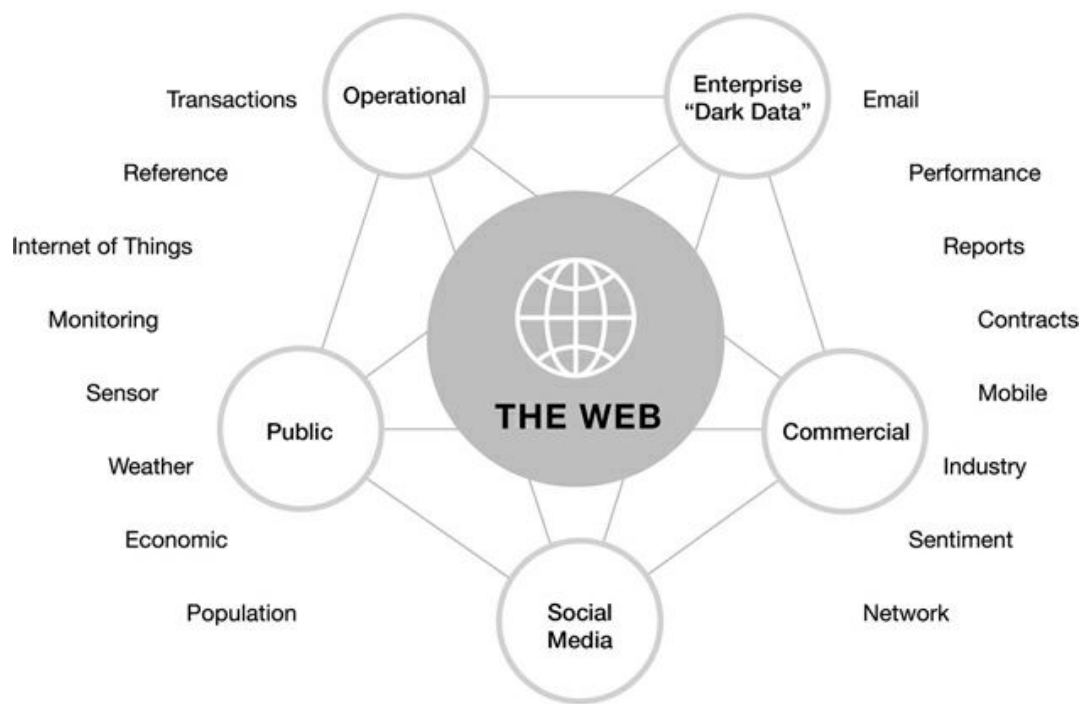 Operational
Enterprise
“Dark Data”
Transactions
Email
Reference
Performance
Internet of Things
Reports
Monitoring
Contracts
Sensor
Mobile
THE WEB
Public
Commercial
Weather
Industry
Economic
Sentiment
Population
Network
Social
Media